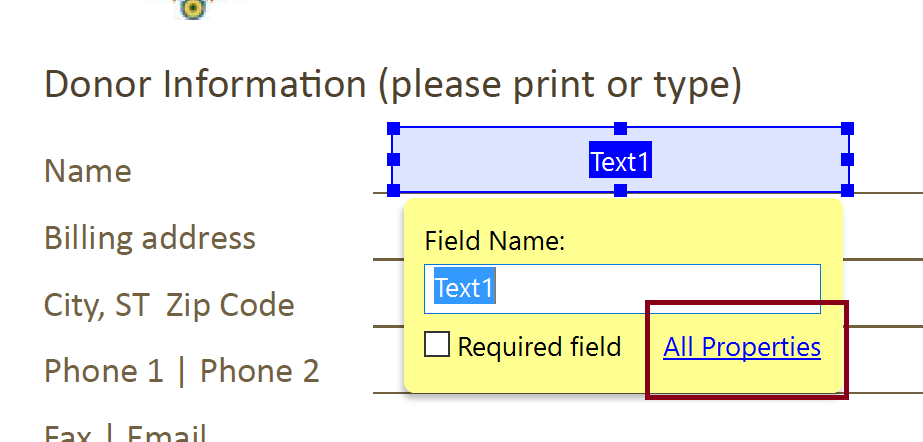 Donor Information (please print or type)
Name
Text1
Billing address
Field Name:
Text1
City, ST  Zip Code
Required field
All Properties
Phone 1 | Phone 2
Fax | Email